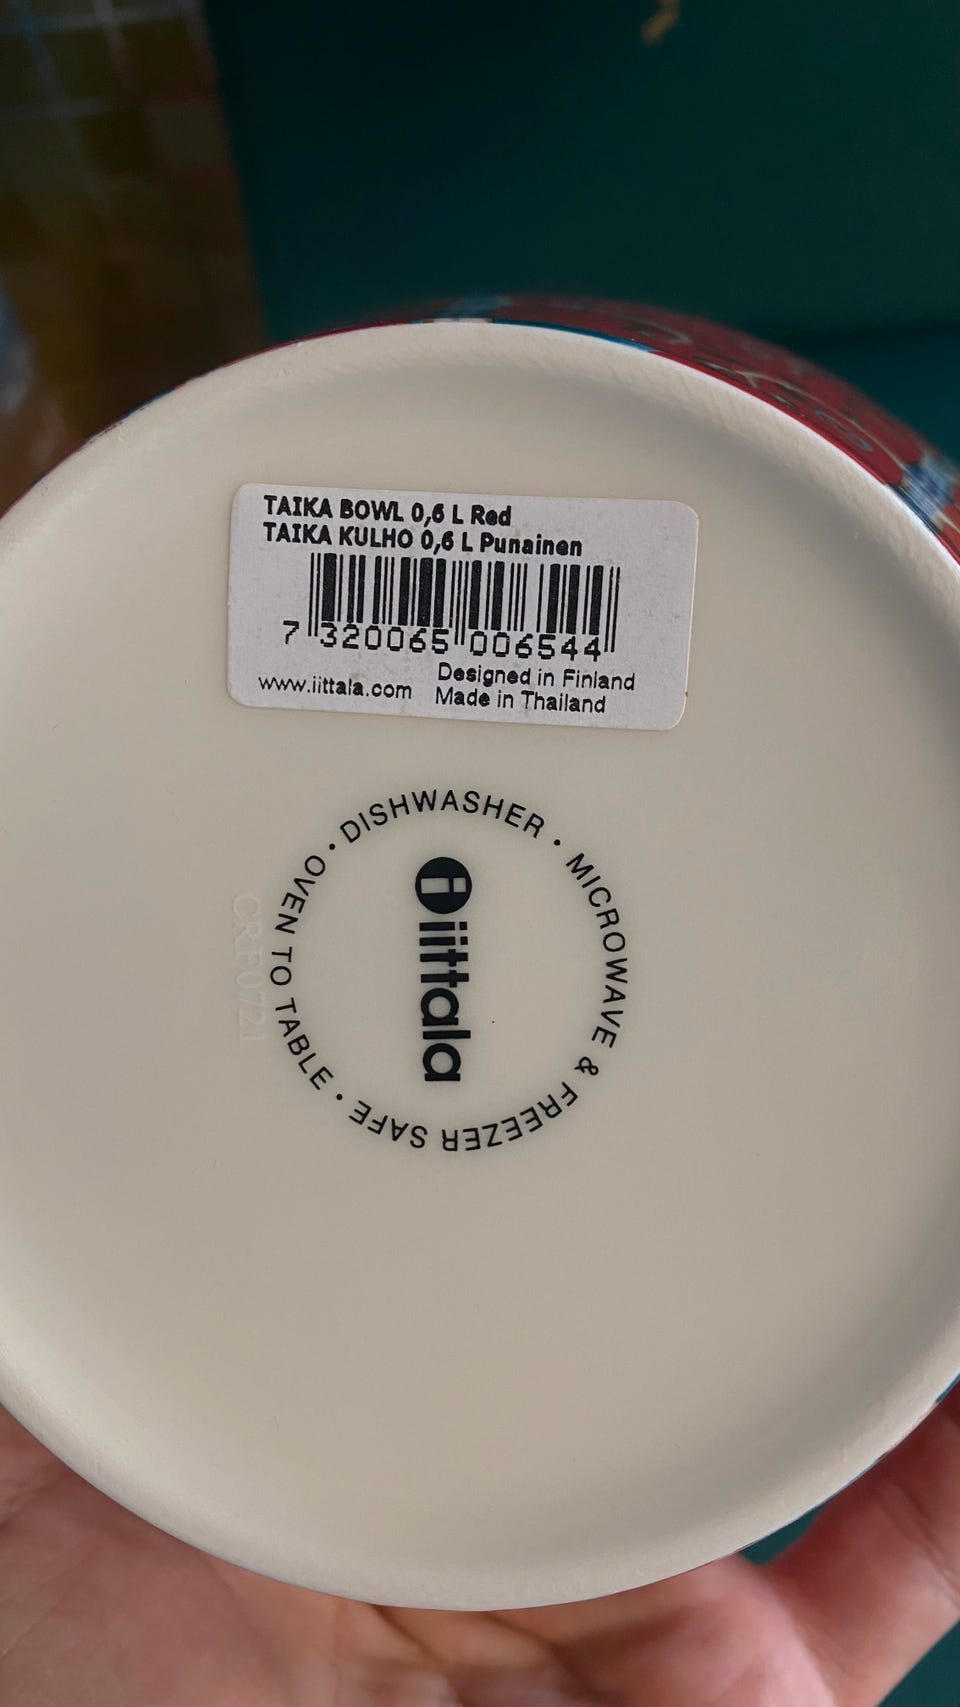 TAIKA BOWL 0,6 L Red
TAIKA KULHO 0,6 L Punainen
7 320065 006544
www.iittala.com
Designed in Finland
Made in Thailand
OVEN TO TABLE • DISHWASHER • MICROWAVE & FREEZER SAFE •
iittala
CRF0721